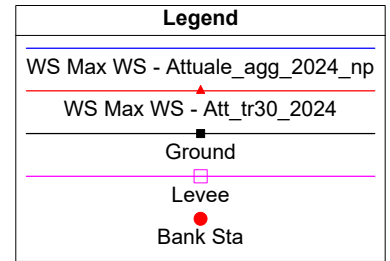 Legend
WS Max WS - Attuale_agg_2024_np
WS Max WS - Att_tr30_2024
Ground
Levee
Bank Sta